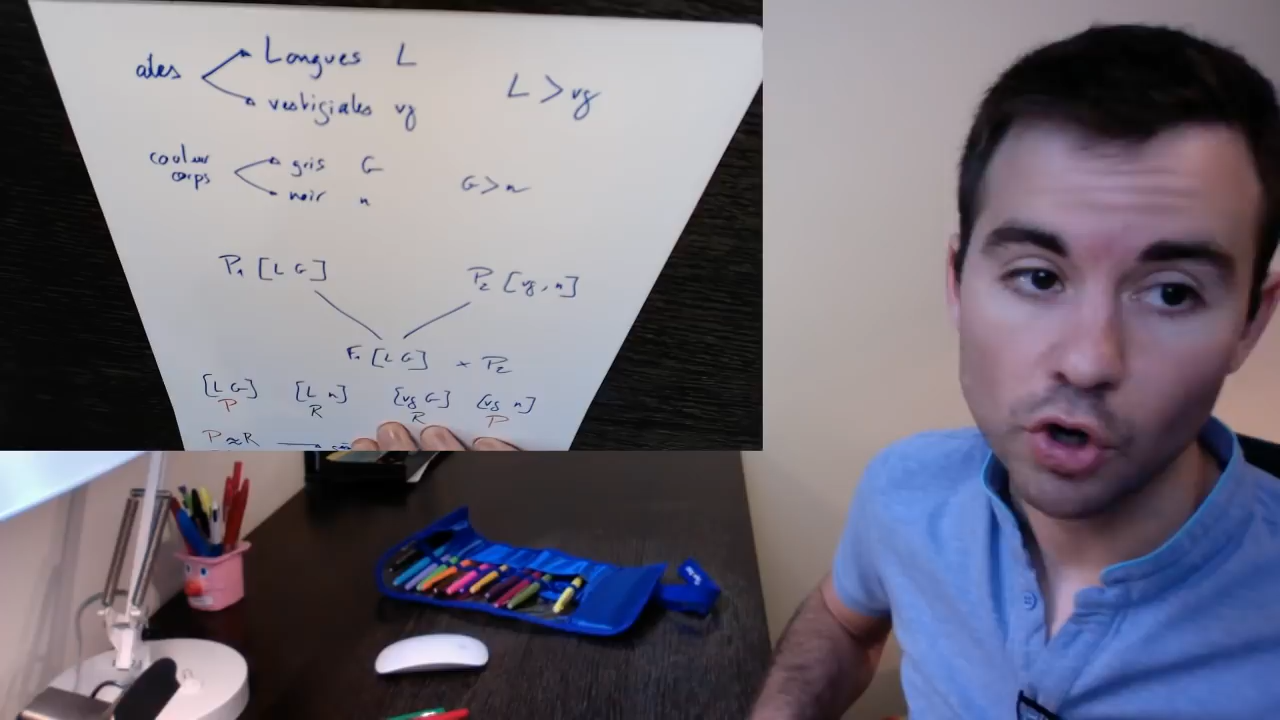 ailes
Longues L
vestigiales vg
L > vg
couleur corps
gris G
noir n
G > n
P1 [L G]
P2 [vg, n]
F1 [L G] × P2
[L G] [L n] [vg G] [vg n]
P R R P
P ≈ R